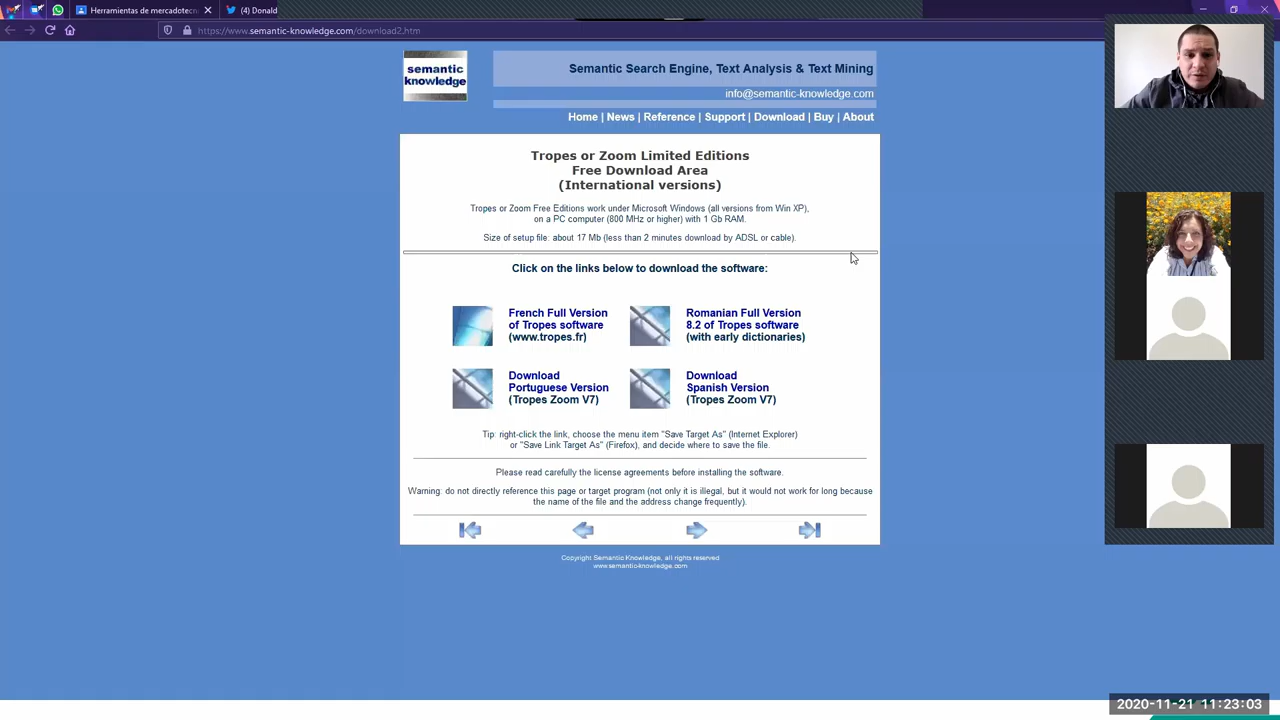 Herramientas de mercadotecn
Donald
https://www.semantic-knowledge.com/download2.htm
semantic
knowledge
Semantic Search Engine, Text Analysis & Text Mining
info@semantic-knowledge.com
Home | News | Reference | Support | Download | Buy | About
Tropes or Zoom Limited Editions
Free Download Area
(International versions)
Tropes or Zoom Free Editions work under Microsoft Windows (all versions from Win XP),
on a PC computer (800 MHz or higher) with 1 Gb RAM.
Size of setup file: about 17 Mb (less than 2 minutes download by ADSL or cable).
Click on the links below to download the software:
French Full Version
of Tropes software
(www.tropes.fr)
Romanian Full Version
8.2 of Tropes software
(with early dictionaries)
Download
Portuguese Version
(Tropes Zoom V7)
Download
Spanish Version
(Tropes Zoom V7)
Tip: right-click the link, choose the menu item "Save Target As" (Internet Explorer)
or "Save Link Target As" (Firefox), and decide where to save the file.
Please read carefully the license agreements before installing the software.
Warning: do not directly reference this page or target program (not only it is illegal, but it would not work for long because
the name of the file and the address change frequently).
Copyright Semantic Knowledge, all rights reserved
www.semantic-knowledge.com
2020-11-21 11:23:03